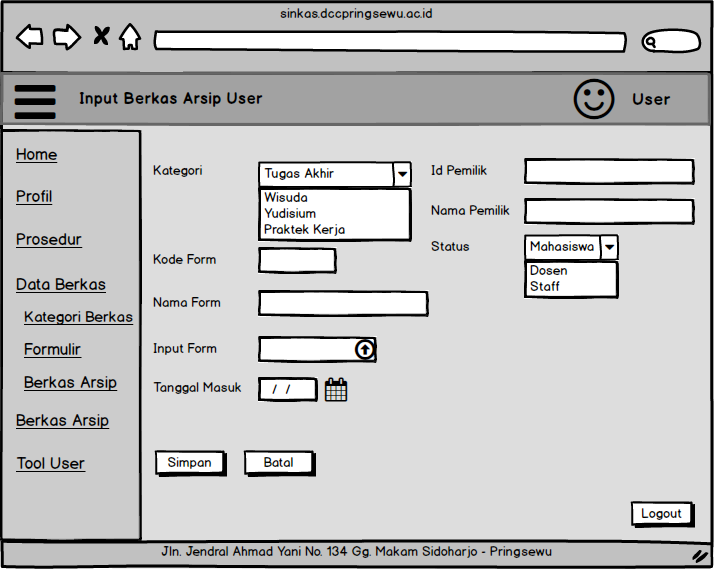 sinkas.dccpringsewu.ac.id
Input Berkas Arsip User
User
Home
Profil
Prosedur
Data Berkas
Kategori Berkas
Formulir
Berkas Arsip
Berkas Arsip
Tool User
Kategori
Tugas Akhir
Wisuda
Yudisium
Praktek Kerja
Kode Form
Nama Form
Input Form
Tanggal Masuk
/ /
Id Pemilik
Nama Pemilik
Status
Mahasiswa
Dosen
Staff
Simpan
Batal
Logout
Jln. Jendral Ahmad Yani No. 134 Gg. Makam Sidoharjo - Pringsewu